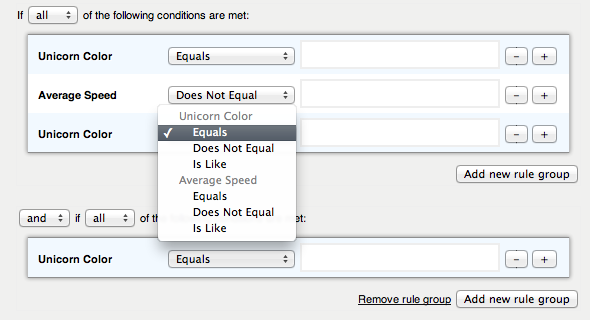 If all of the following conditions are met:
Unicorn Color Equals - +
Average Speed Does Not Equal - +
Unicorn Color - +
Unicorn Color
✓ Equals
Does Not Equal
Is Like
Average Speed
Equals
Does Not Equal
Is Like
Add new rule group
and if all of t et:
Unicorn Color Equals - +
Remove rule group Add new rule group